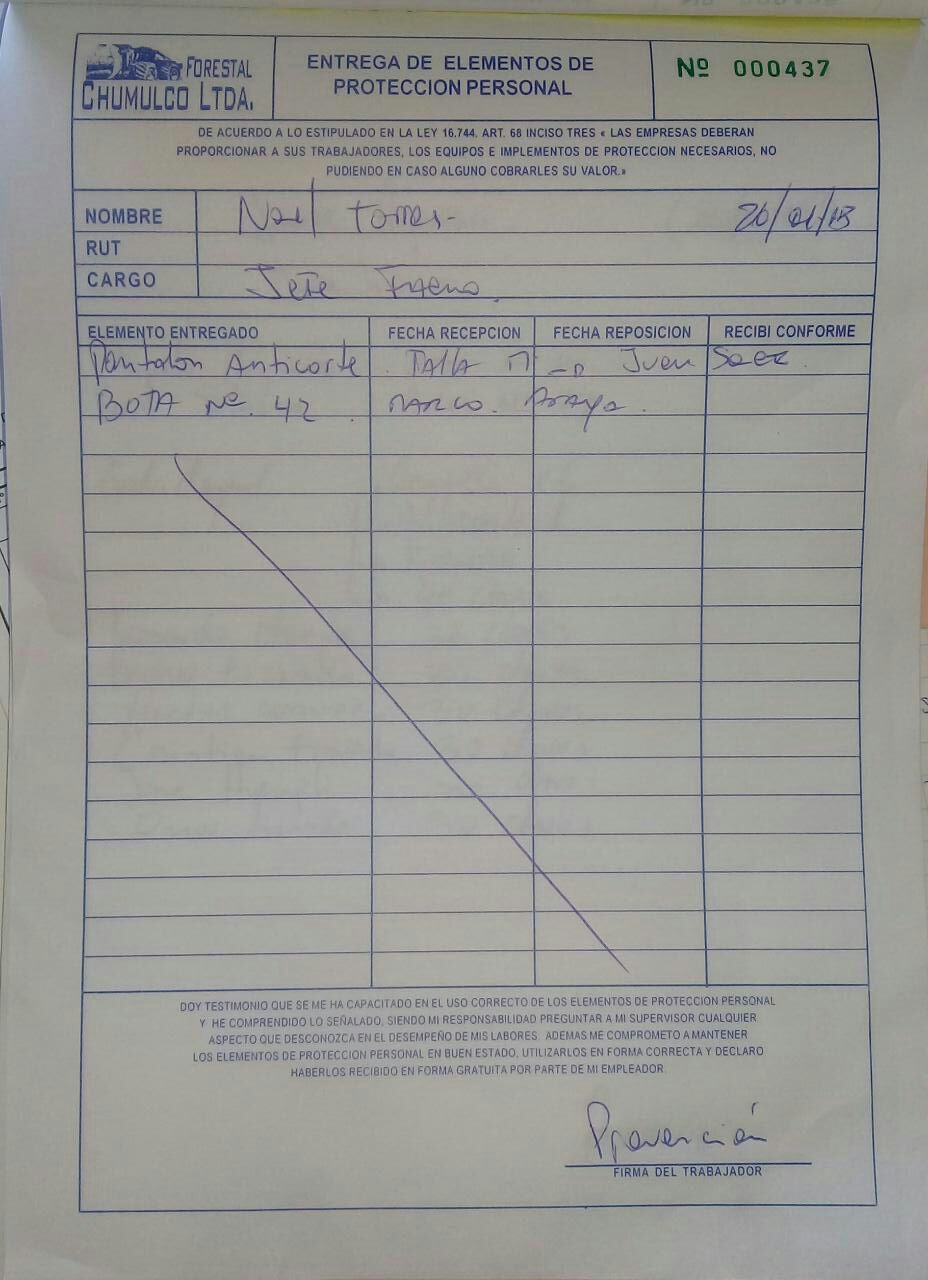 FORESTAL
CHUMULCO LTDA.
ENTREGA DE ELEMENTOS DE
PROTECCION PERSONAL
Nº 000437
DE ACUERDO A LO ESTIPULADO EN LA LEY 16.744, ART. 68 INCISO TRES « LAS EMPRESAS DEBERAN
PROPORCIONAR A SUS TRABAJADORES, LOS EQUIPOS E IMPLEMENTOS DE PROTECCION NECESARIOS, NO
PUDIENDO EN CASO ALGUNO COBRARLES SU VALOR.»
NOMBRE Noel Torres-
RUT
CARGO Jefe Faena.
ELEMENTO ENTREGADO FECHA RECEPCION FECHA REPOSICION RECIBI CONFORME
Pantalon Anticorte . TALLA M Juan Saez.
BOTA Nº. 42 MARCO. Araya.
DOY TESTIMONIO QUE SE ME HA CAPACITADO EN EL USO CORRECTO DE LOS ELEMENTOS DE PROTECCION PERSONAL
Y HE COMPRENDIDO LO SEÑALADO, SIENDO MI RESPONSABILIDAD PREGUNTAR A MI SUPERVISOR CUALQUIER
ASPECTO QUE DESCONOZCA EN EL DESEMPEÑO DE MIS LABORES. ADEMAS ME COMPROMETO A MANTENER
LOS ELEMENTOS DE PROTECCION PERSONAL EN BUEN ESTADO, UTILIZARLOS EN FORMA CORRECTA Y DECLARO
HABERLOS RECIBIDO EN FORMA GRATUITA POR PARTE DE MI EMPLEADOR.
Prevención
FIRMA DEL TRABAJADOR